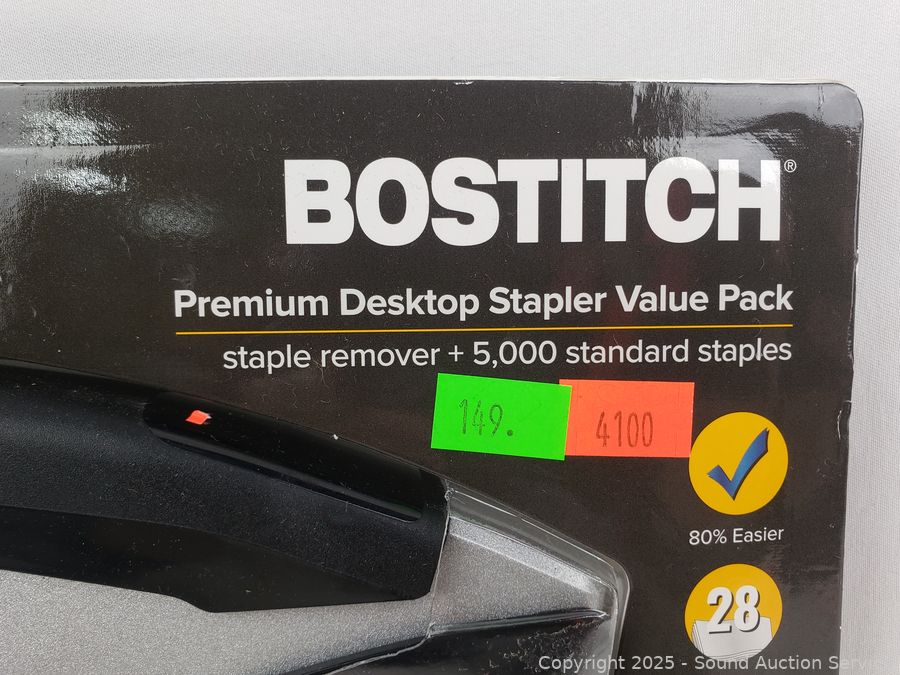 BOSTITCH®
Premium Desktop Stapler Value Pack
staple remover + 5,000 standard staples
149.
4100
80% Easier
28
Copyright 2025 - Sound Auction Servic